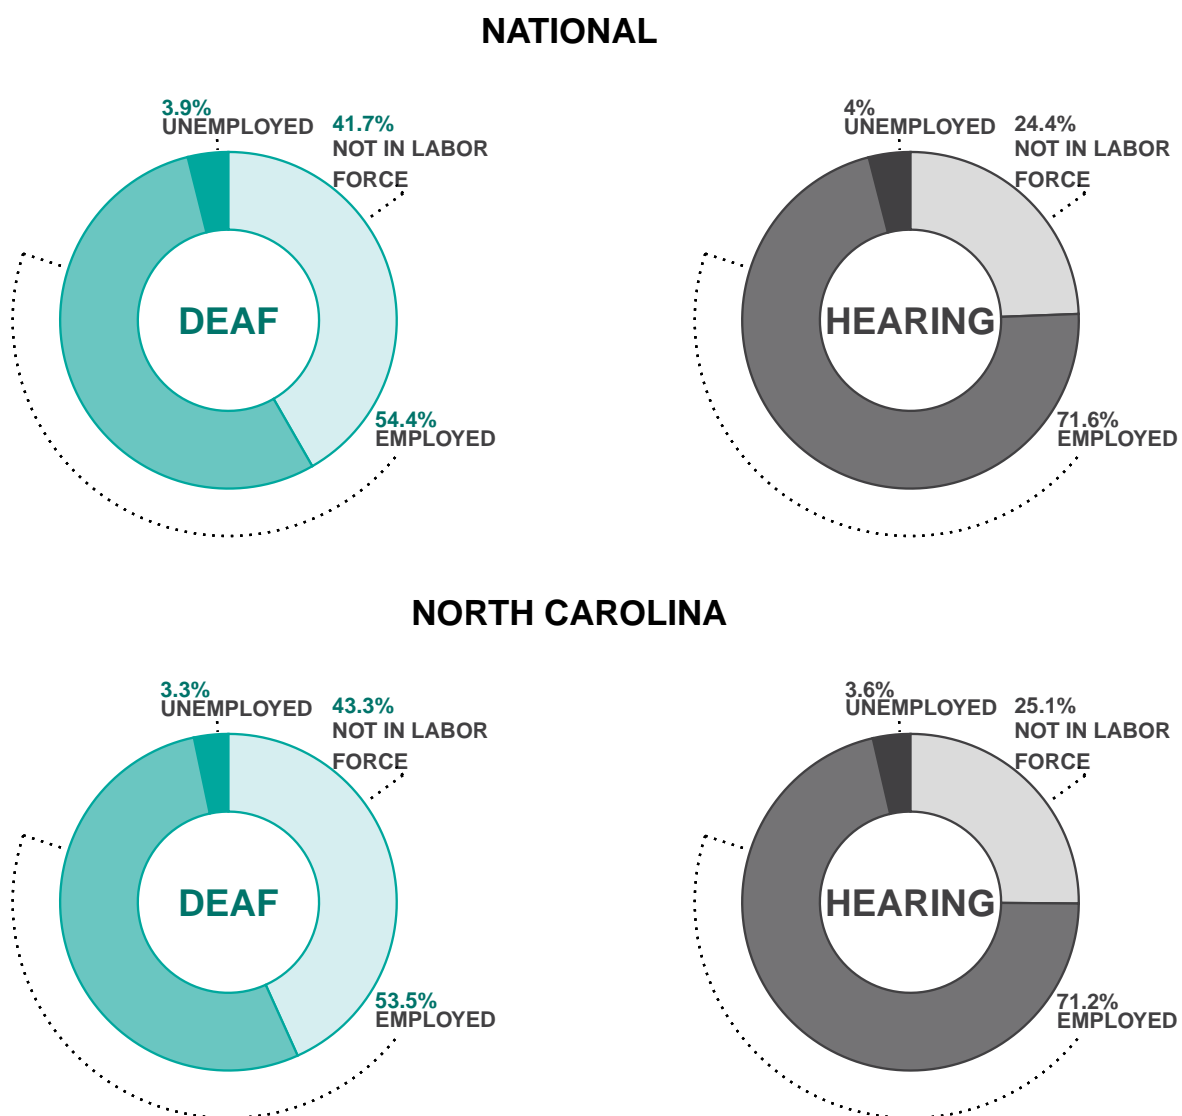 NATIONAL
3.9%
UNEMPLOYED
41.7%
NOT IN LABOR
FORCE
DEAF
54.4%
EMPLOYED
4%
UNEMPLOYED
24.4%
NOT IN LABOR
FORCE
HEARING
71.6%
EMPLOYED
NORTH CAROLINA
3.3%
UNEMPLOYED
43.3%
NOT IN LABOR
FORCE
DEAF
53.5%
EMPLOYED
3.6%
UNEMPLOYED
25.1%
NOT IN LABOR
FORCE
HEARING
71.2%
EMPLOYED